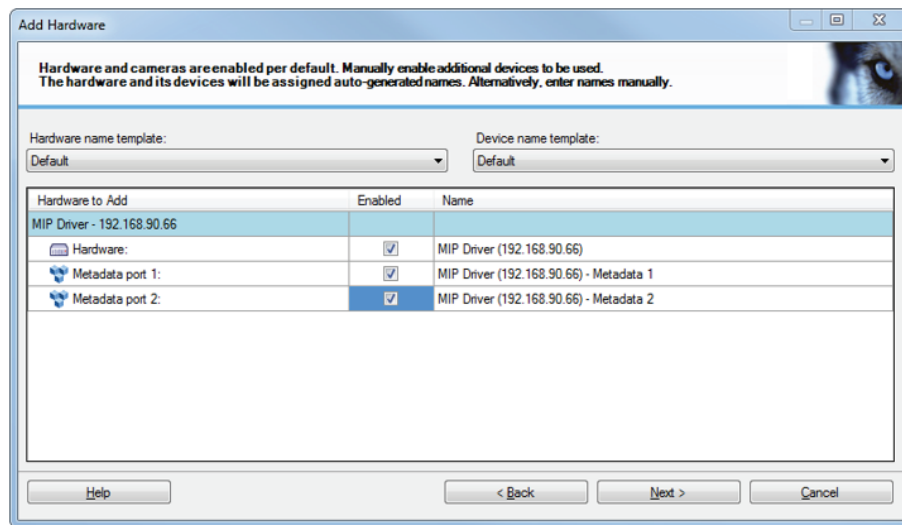 Add Hardware
Hardware and cameras are enabled per default. Manually enable additional devices to be used.
The hardware and its devices will be assigned auto-generated names. Alternatively, enter names manually.
Hardware name template: Device name template:
Default Default
Hardware to Add Enabled Name
MIP Driver - 192.168.90.66
Hardware: MIP Driver (192.168.90.66)
Metadata port 1: MIP Driver (192.168.90.66) - Metadata 1
Metadata port 2: MIP Driver (192.168.90.66) - Metadata 2
Help < Back Next > Cancel